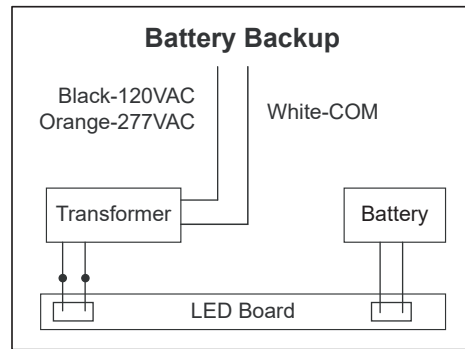 Battery Backup
Black-120VAC
Orange-277VAC
White-COM
Transformer
Battery
LED Board